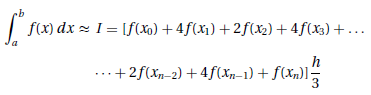 ∫_a^b f(x) dx ≈ I = [f(x₀) + 4f(x₁) + 2f(x₂) + 4f(x₃) + ...
··· + 2f(xₙ₋₂) + 4f(xₙ₋₁) + f(xₙ)] h/3